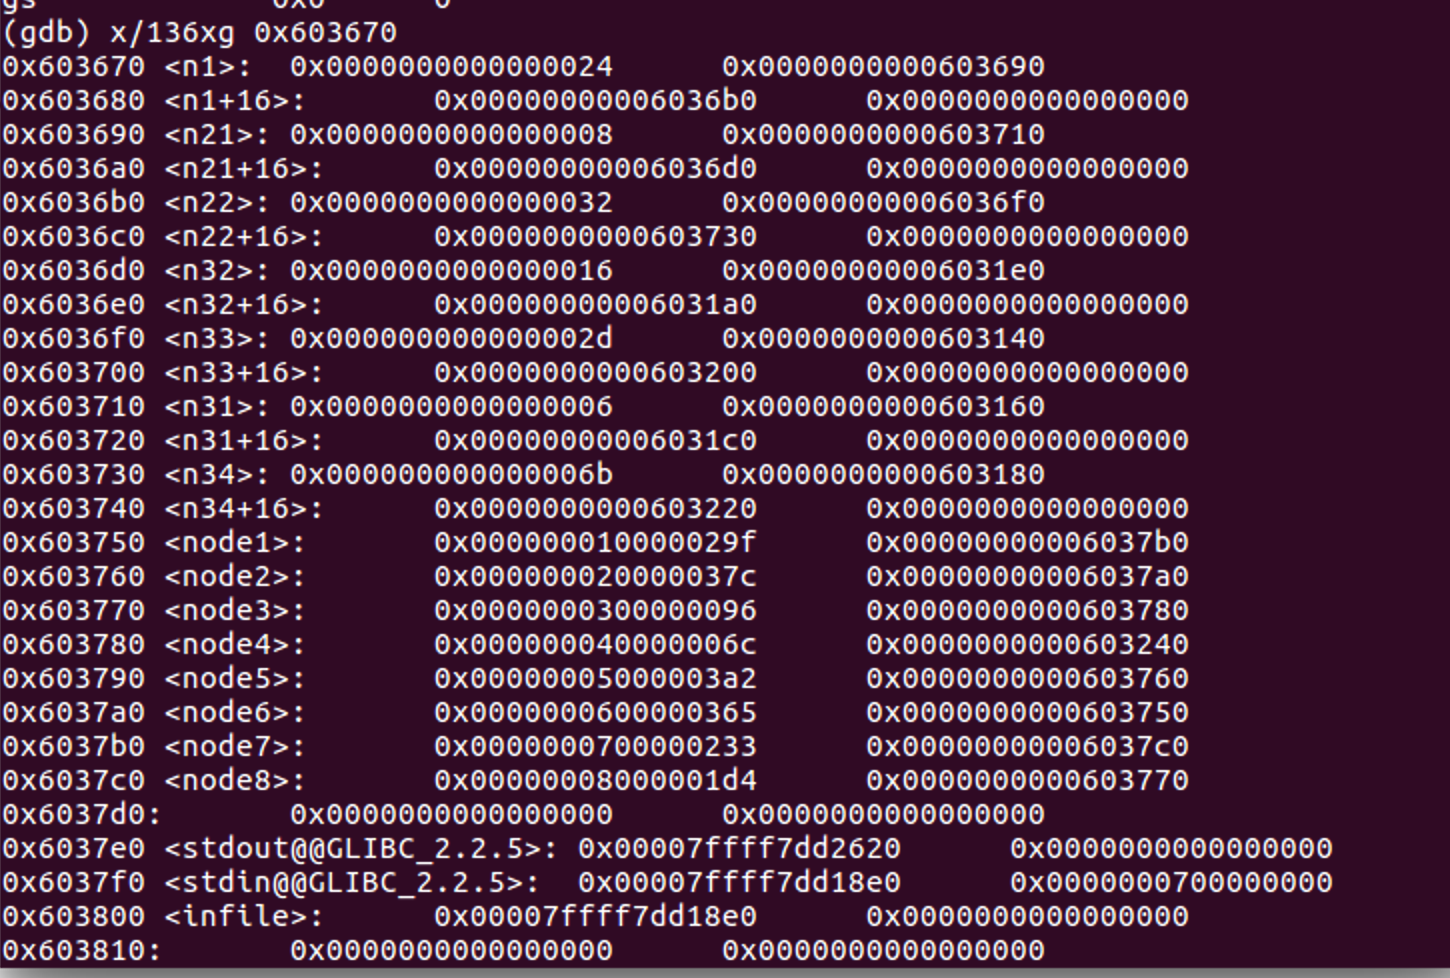 gs 0x0 0
(gdb) x/136xg 0x603670
0x603670 <n1>: 0x0000000000000024 0x0000000000603690
0x603680 <n1+16>: 0x00000000006036b0 0x0000000000000000
0x603690 <n21>: 0x0000000000000008 0x0000000000603710
0x6036a0 <n21+16>: 0x00000000006036d0 0x0000000000000000
0x6036b0 <n22>: 0x0000000000000032 0x00000000006036f0
0x6036c0 <n22+16>: 0x0000000000603730 0x0000000000000000
0x6036d0 <n32>: 0x0000000000000016 0x00000000006031e0
0x6036e0 <n32+16>: 0x00000000006031a0 0x0000000000000000
0x6036f0 <n33>: 0x000000000000002d 0x0000000000603140
0x603700 <n33+16>: 0x0000000000603200 0x0000000000000000
0x603710 <n31>: 0x0000000000000006 0x0000000000603160
0x603720 <n31+16>: 0x00000000006031c0 0x0000000000000000
0x603730 <n34>: 0x000000000000006b 0x0000000000603180
0x603740 <n34+16>: 0x0000000000603220 0x0000000000000000
0x603750 <node1>: 0x000000010000029f 0x00000000006037b0
0x603760 <node2>: 0x000000020000037c 0x00000000006037a0
0x603770 <node3>: 0x0000000300000096 0x0000000000603780
0x603780 <node4>: 0x000000040000006c 0x0000000000603240
0x603790 <node5>: 0x00000005000003a2 0x0000000000603760
0x6037a0 <node6>: 0x0000000600000365 0x0000000000603750
0x6037b0 <node7>: 0x0000000700000233 0x00000000006037c0
0x6037c0 <node8>: 0x00000008000001d4 0x0000000000603770
0x6037d0: 0x0000000000000000 0x0000000000000000
0x6037e0 <stdout@@GLIBC_2.2.5>: 0x00007ffff7dd2620 0x0000000000000000
0x6037f0 <stdin@@GLIBC_2.2.5>: 0x00007ffff7dd18e0 0x0000000700000000
0x603800 <infile>: 0x00007ffff7dd18e0 0x0000000000000000
0x603810: 0x0000000000000000 0x0000000000000000